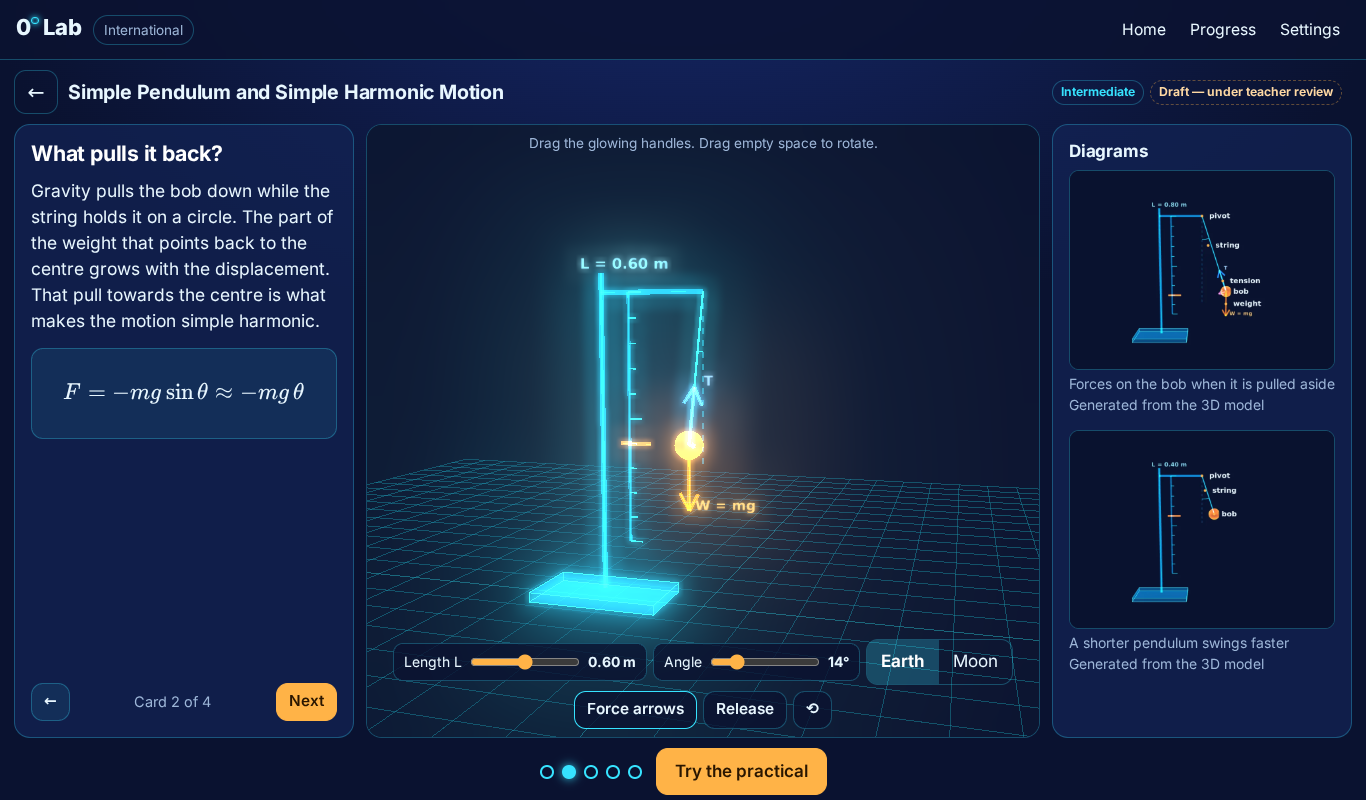 0° Lab
International
Home
Progress
Settings
←
Simple Pendulum and Simple Harmonic Motion
Intermediate
Draft — under teacher review
What pulls it back?
Gravity pulls the bob down while the
string holds it on a circle. The part of
the weight that points back to the
centre grows with the displacement.
That pull towards the centre is what
makes the motion simple harmonic.
F = −mg sin θ ≈ −mg θ
←
Card 2 of 4
Next
Drag the glowing handles. Drag empty space to rotate.
L = 0.60 m
T
W = mg
Length L
0.60 m
Angle
14°
Earth
Moon
Force arrows
Release
⟲
Diagrams
L = 0.80 m
pivot
string
T
tension
bob
weight
W = mg
Forces on the bob when it is pulled aside
Generated from the 3D model
L = 0.40 m
pivot
string
bob
A shorter pendulum swings faster
Generated from the 3D model
Try the practical